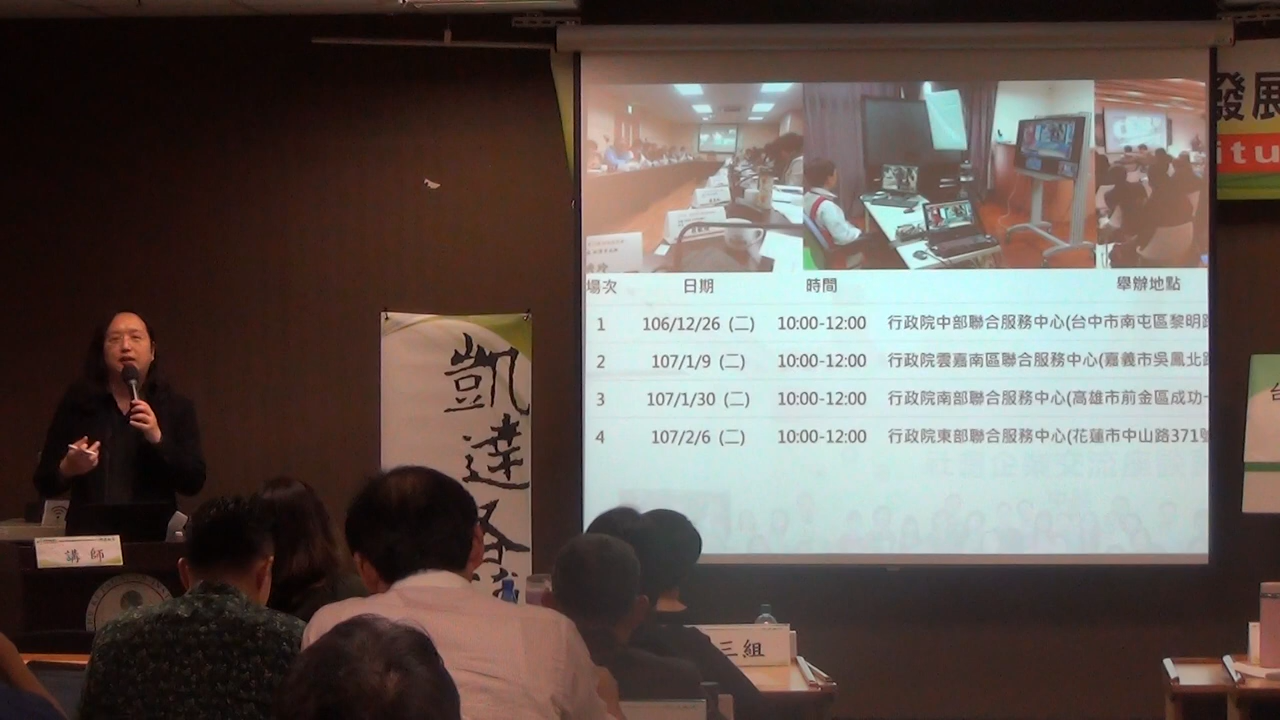 發展
itu
場次 日期 時間 舉辦地點
1 106/12/26 (二) 10:00-12:00 行政院中部聯合服務中心(台中市南屯區黎明路
2 107/1/9 (二) 10:00-12:00 行政院雲嘉南區聯合服務中心(嘉義市吳鳳北路
3 107/1/30 (二) 10:00-12:00 行政院南部聯合服務中心(高雄市前金區成功一
4 107/2/6 (二) 10:00-12:00 行政院東部聯合服務中心(花蓮市中山路371號
凱達格
講師
三組